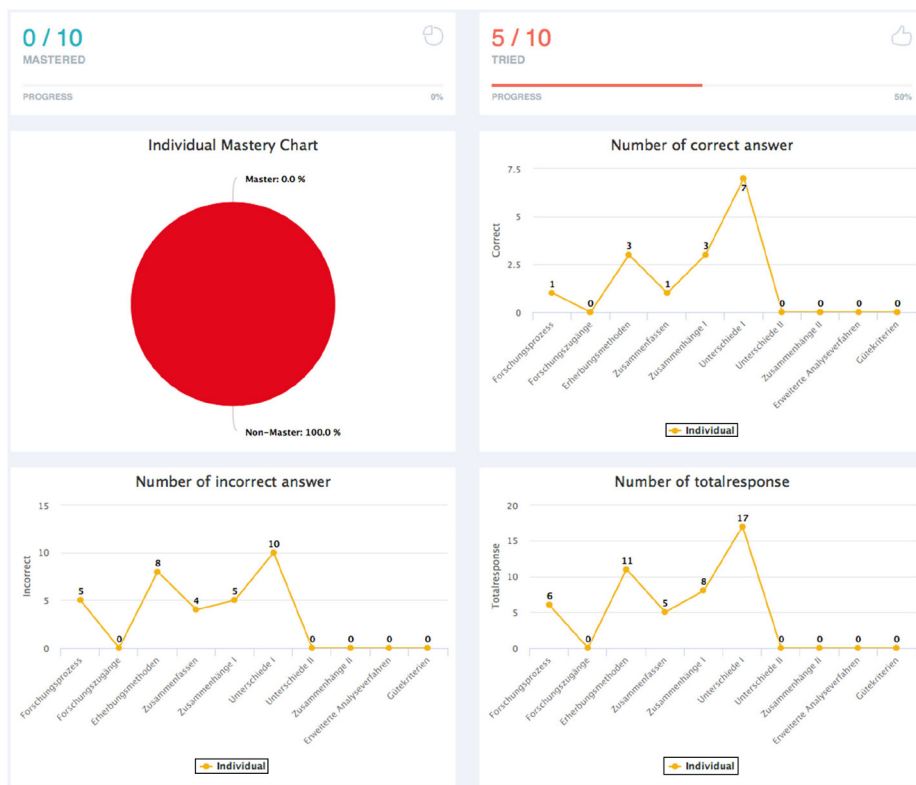 0 / 10
MASTERED
PROGRESS
0%
5 / 10
TRIED
PROGRESS
50%
Individual Mastery Chart
Master: 0.0 %
Non-Master: 100.0 %
Number of correct answer
7.5
5
2.5
0
Correct
1
0
3
1
3
7
0
0
0
0
Forschungsprozess
Forschungszugänge
Erherbungsmethoden
Zusammenfassen
Zusammenhänge I
Unterschiede I
Unterschiede II
Zusammenhänge II
Erweiterte Analyseverfahren
Gütekriterien
Individual
Number of incorrect answer
15
10
5
0
Incorrect
5
0
8
4
5
10
0
0
0
0
Forschungsprozess
Forschungszugänge
Erherbungsmethoden
Zusammenfassen
Zusammenhänge I
Unterschiede I
Unterschiede II
Zusammenhänge II
Erweiterte Analyseverfahren
Gütekriterien
Individual
Number of totalresponse
20
15
10
5
0
Totalresponse
6
0
11
5
8
17
0
0
0
0
Forschungsprozess
Forschungszugänge
Erherbungsmethoden
Zusammenfassen
Zusammenhänge I
Unterschiede I
Unterschiede II
Zusammenhänge II
Erweiterte Analyseverfahren
Gütekriterien
Individual